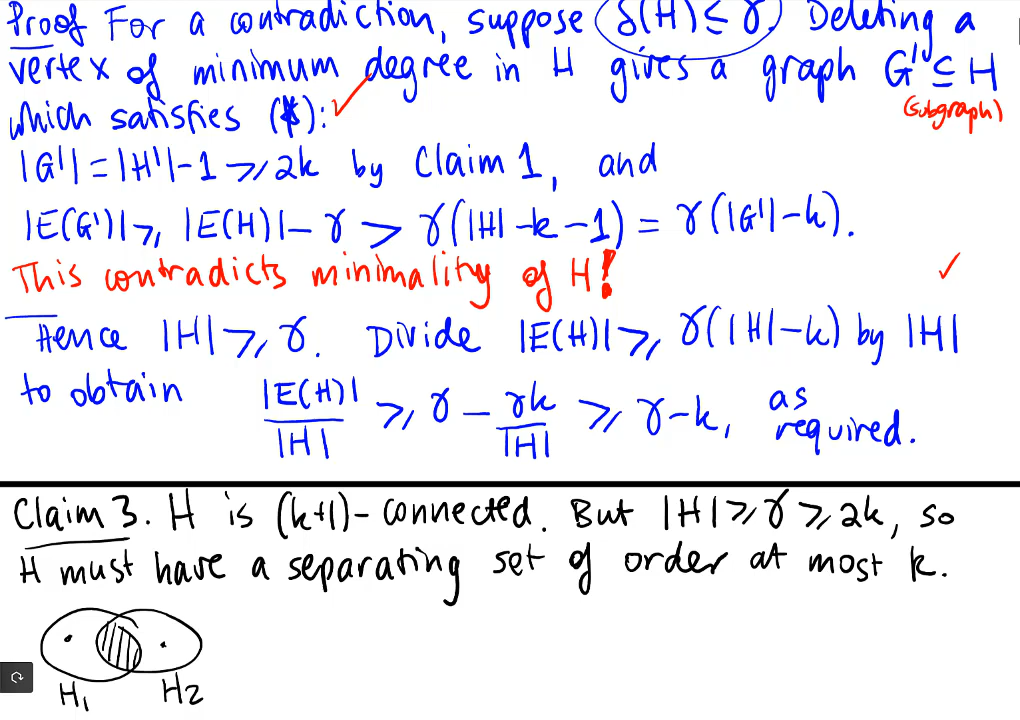 Proof For a contradiction, suppose δ(H) ≤ γ. Deleting a
vertex of minimum degree in H gives a graph G' ⊊ H
(subgraph)
which satisfies (*): ✓
|G'| = |H'| - 1 ⩾ 2k by Claim 1, and
|E(G')| ⩾ |E(H)| - γ > γ(|H| - k - 1) = γ(|G'| - k).
This contradicts minimality of H! ✓
Hence |H| ⩾ γ. Divide |E(H)| ⩾ γ(|H| - k) by |H|
to obtain |E(H)|/|H| ⩾ γ - γk/|H| ⩾ γ - k, as required.
Claim 3. H is (k+1)-connected. But |H| ⩾ γ ⩾ 2k, so
H must have a separating set of order at most k.
H₁ H₂